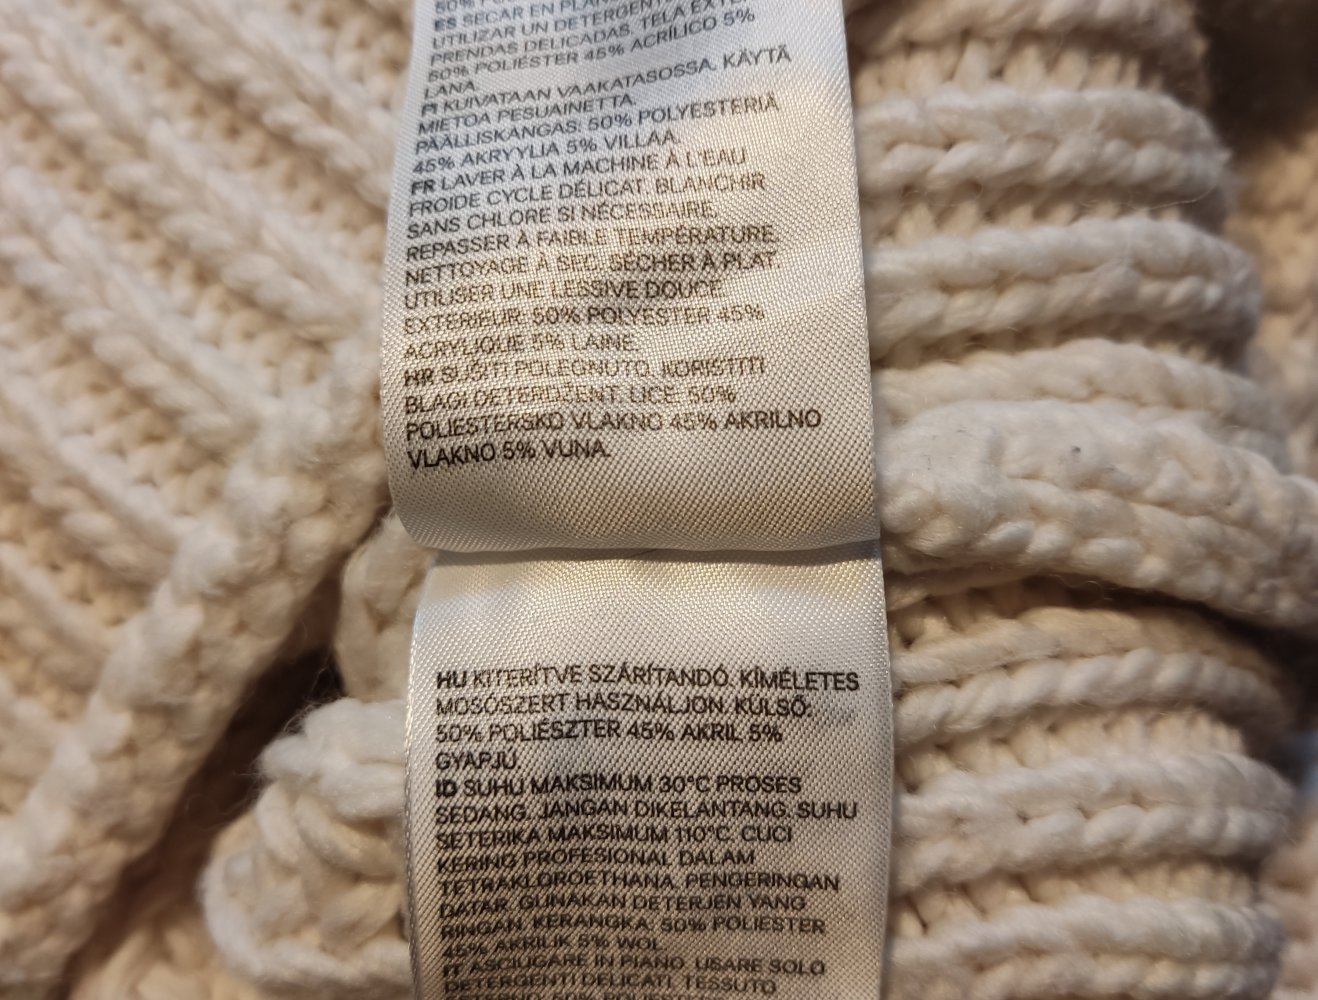 ES SECAR EN PLAN
UTILIZAR UN DETERGENT
PRENDAS DELICADAS. TELA EXTE
50% POLIÉSTER 45% ACRÍLICO 5%
LANA.
FI KUIVATAAN VAAKATASOSSA. KÄYTÄ
MIETOA PESUAINETTA.
PÄÄLLISKANGAS: 50% POLYESTERIÄ
45% AKRYYLIA 5% VILLAA.
FR LAVER À LA MACHINE À L'EAU
FROIDE CYCLE DÉLICAT. BLANCHIR
SANS CHLORE SI NÉCESSAIRE.
REPASSER À FAIBLE TEMPÉRATURE.
NETTOYAGE À SEC. SÉCHER À PLAT.
UTILISER UNE LESSIVE DOUCE.
EXTÉRIEUR: 50% POLYESTER 45%
ACRYLIQUE 5% LAINE.
HR SUŠITI POLEGNUTO. KORISTITI
BLAGI DETERDŽENT. LICE: 50%
POLIESTERSKO VLAKNO 45% AKRILNO
VLAKNO 5% VUNA.
HU KITERÍTVE SZÁRÍTANDÓ. KÍMÉLETES
MOSÓSZERT HASZNÁLJON. KÜLSŐ:
50% POLIÉSZTER 45% AKRIL 5%
GYAPJÚ.
ID SUHU MAKSIMUM 30°C PROSES
SEDANG. JANGAN DIKELANTANG. SUHU
SETERIKA MAKSIMUM 110°C. CUCI
KERING PROFESIONAL DALAM
TETRAKLOROETHANA. PENGERINGAN
DATAR. GUNAKAN DETERJEN YANG
RINGAN. KERANGKA: 50% POLIESTER
45% AKRILIK 5% WOL.
IT ASCIUGARE IN PIANO. USARE SOLO
DETERGENTI DELICATI. TESSUTO